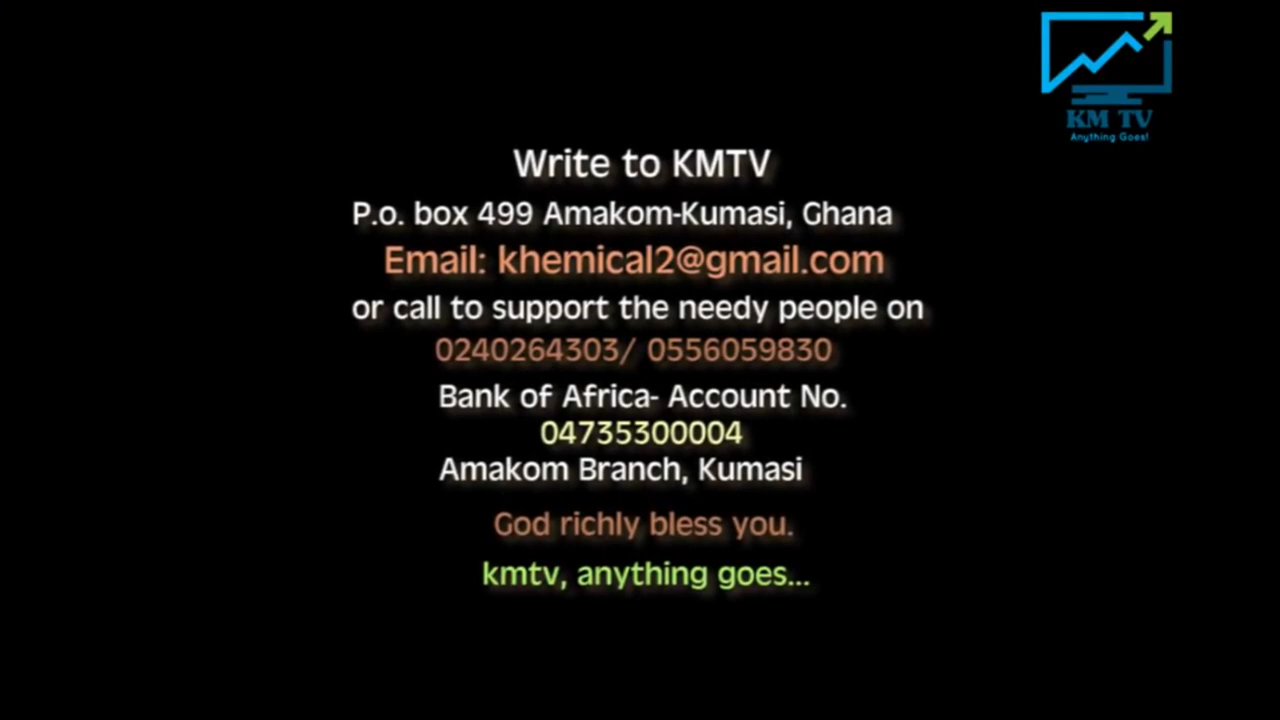 KM TV
Anything Goes!
Write to KMTV
P.o. box 499 Amakom-Kumasi, Ghana
Email: khemical2@gmail.com
or call to support the needy people on
0240264303/ 0556059830
Bank of Africa- Account No.
04735300004
Amakom Branch, Kumasi
God richly bless you.
kmtv, anything goes...